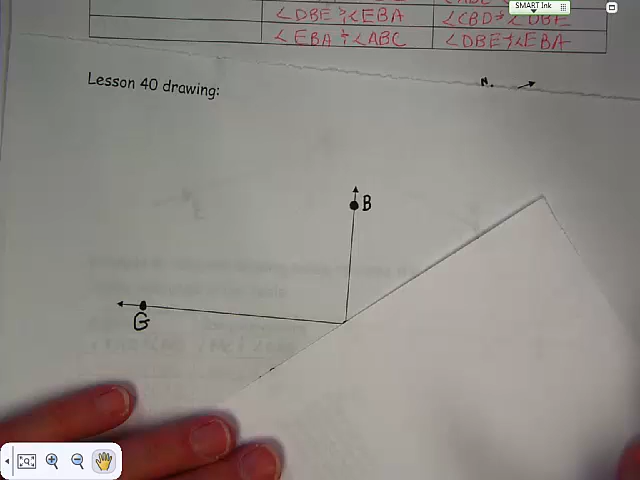 SMART Ink
∠DBE ≯∠EBA
∠CBD≯∠DBE
∠EBA ÷∠ABC
∠DBE≮∠EBA
Lesson 40 drawing:
B
G